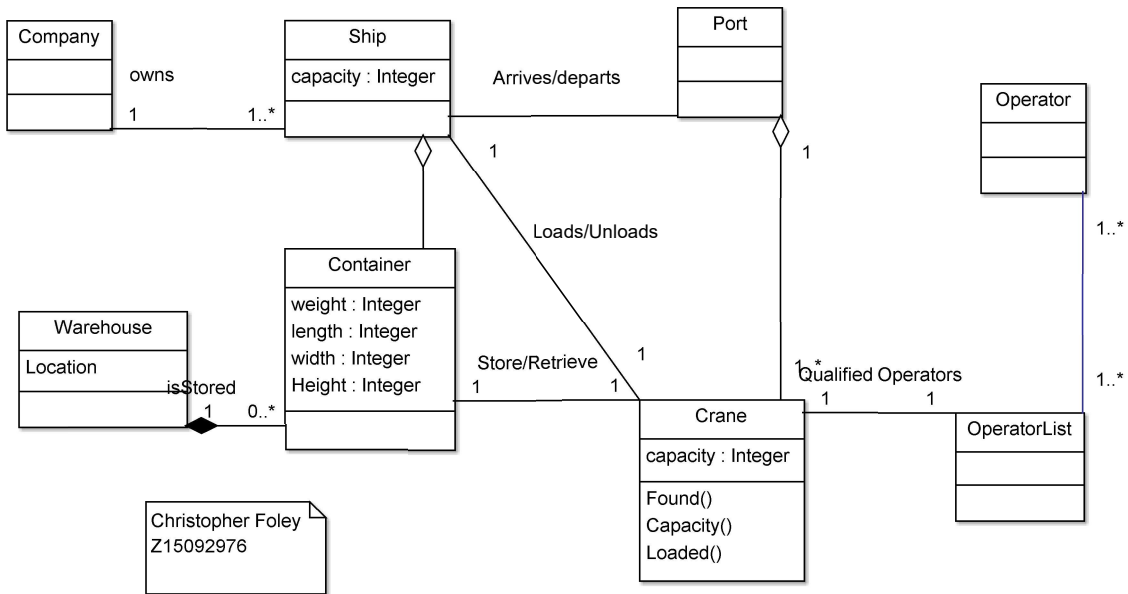 Company
owns
1
1..*
Ship
capacity : Integer
Arrives/departs
Port
1
1
Operator
1..*
1..*
Loads/Unloads
Container
weight : Integer
length : Integer
width : Integer
Height : Integer
Warehouse
Location
isStored
1
0..*
Store/Retrieve
1
1
1
1..*
Qualified Operators
1
1
Crane
capacity : Integer
Found()
Capacity()
Loaded()
OperatorList
Christopher Foley
Z15092976